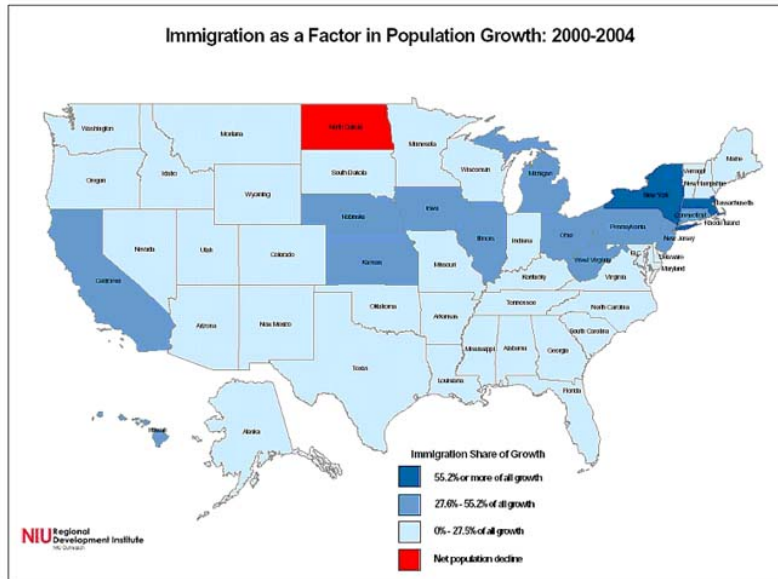 Immigration as a Factor in Population Growth: 2000-2004
Washington
Montana
North Dakota
Minnesota
Maine
Oregon
Idaho
Wyoming
South Dakota
Wisconsin
Michigan
Vermont
New Hampshire
New York
Massachusetts
Connecticut
Rhode Island
Nevada
Utah
Colorado
Nebraska
Iowa
Illinois
Indiana
Ohio
Pennsylvania
New Jersey
California
Kansas
Missouri
West Virginia
Virginia
D.C.
Delaware
Maryland
Kentucky
Arizona
New Mexico
Oklahoma
Arkansas
Tennessee
North Carolina
South Carolina
Texas
Louisiana
Mississippi
Alabama
Georgia
Florida
Hawaii
Alaska
Immigration Share of Growth
55.2% or more of all growth
27.6% - 55.2% of all growth
0% - 27.5% of all growth
Net population decline
NIU Regional
Development Institute
NIU Outreach